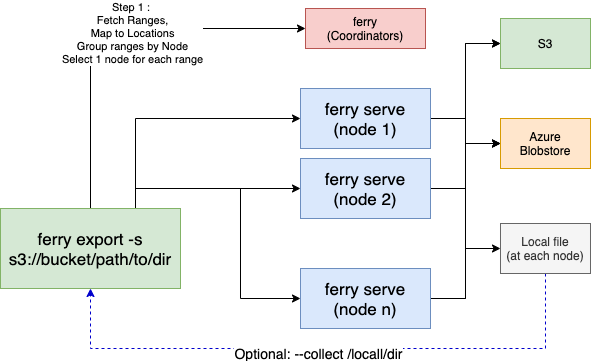 Step 1 :
Fetch Ranges,
Map to Locations
Group ranges by Node
Select 1 node for each range
ferry
(Coordinators)
S3
ferry serve
(node 1)
Azure
Blobstore
ferry serve
(node 2)
ferry export -s
s3://bucket/path/to/dir
Local file
(at each node)
ferry serve
(node n)
Optional: --collect /locall/dir